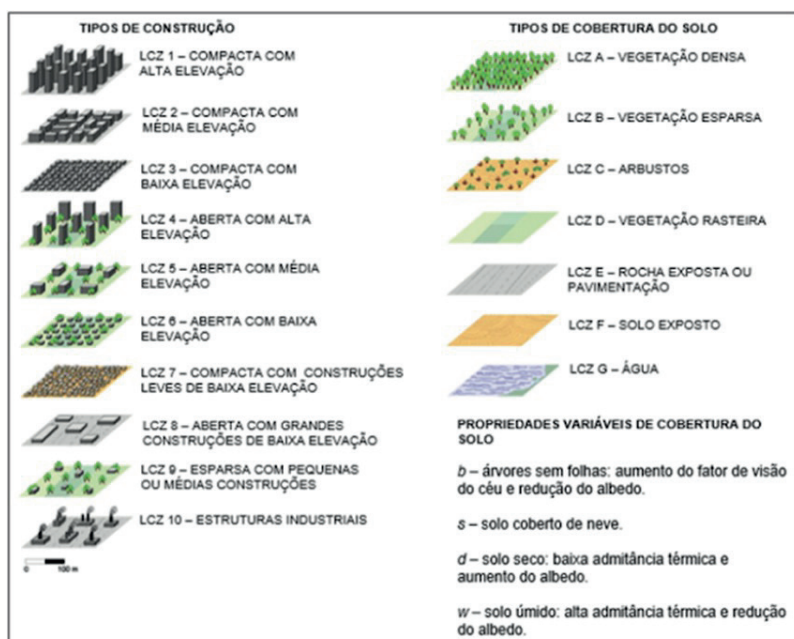 TIPOS DE CONSTRUÇÃO
LCZ 1 – COMPACTA COM
ALTA ELEVAÇÃO
LCZ 2 – COMPACTA COM
MÉDIA ELEVAÇÃO
LCZ 3 – COMPACTA COM
BAIXA ELEVAÇÃO
LCZ 4 – ABERTA COM ALTA
ELEVAÇÃO
LCZ 5 – ABERTA COM MÉDIA
ELEVAÇÃO
LCZ 6 – ABERTA COM BAIXA
ELEVAÇÃO
LCZ 7 – COMPACTA COM CONSTRUÇÕES
LEVES DE BAIXA ELEVAÇÃO
LCZ 8 – ABERTA COM GRANDES
CONSTRUÇÕES DE BAIXA ELEVAÇÃO
LCZ 9 – ESPARSA COM PEQUENAS
OU MÉDIAS CONSTRUÇÕES
LCZ 10 – ESTRUTURAS INDUSTRIAIS
0 100 m
TIPOS DE COBERTURA DO SOLO
LCZ A – VEGETAÇÃO DENSA
LCZ B – VEGETAÇÃO ESPARSA
LCZ C – ARBUSTOS
LCZ D – VEGETAÇÃO RASTEIRA
LCZ E – ROCHA EXPOSTA OU
PAVIMENTAÇÃO
LCZ F – SOLO EXPOSTO
LCZ G – ÁGUA
PROPRIEDADES VARIÁVEIS DE COBERTURA DO
SOLO
b – árvores sem folhas: aumento do fator de visão
do céu e redução do albedo.
s – solo coberto de neve.
d – solo seco: baixa admitância térmica e
aumento do albedo.
w – solo úmido: alta admitância térmica e redução
do albedo.